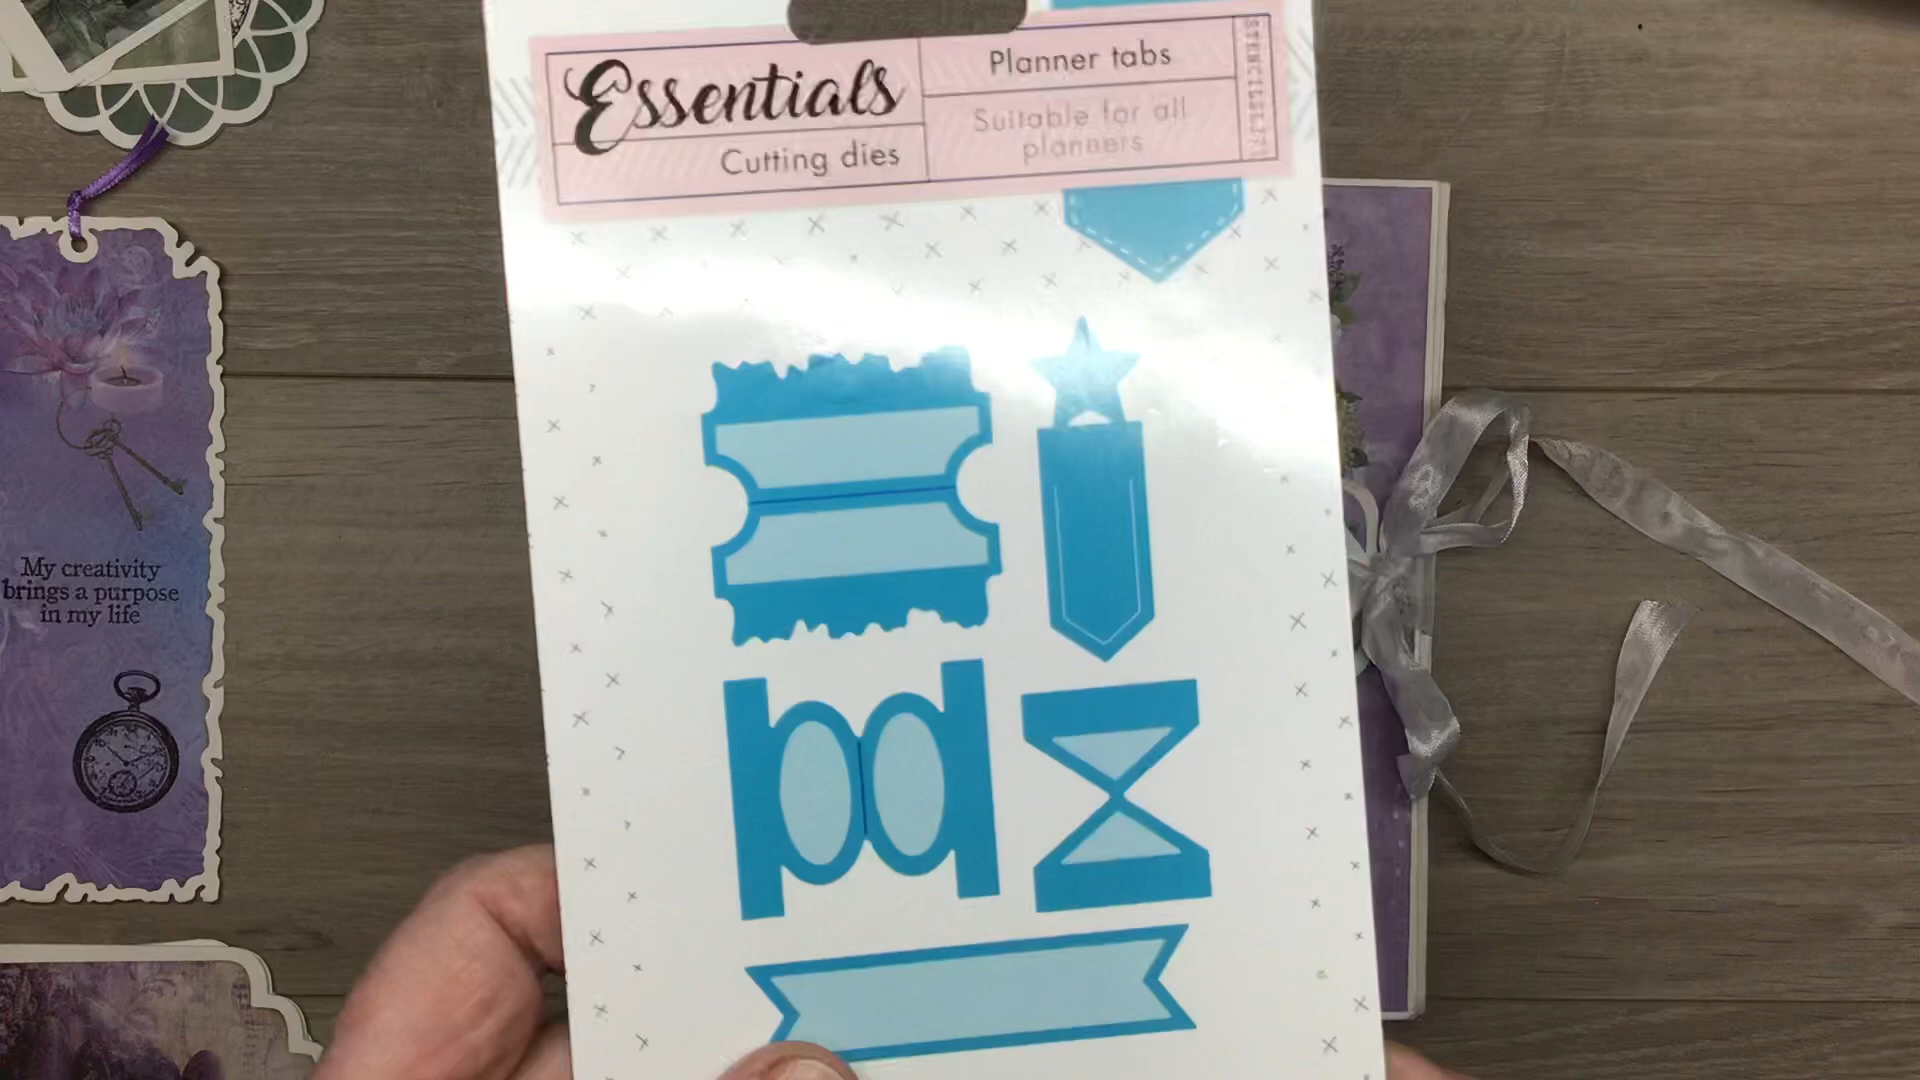 Essentials
Cutting dies
Planner tabs
Suitable for all
planners
My creativity
brings a purpose
in my life